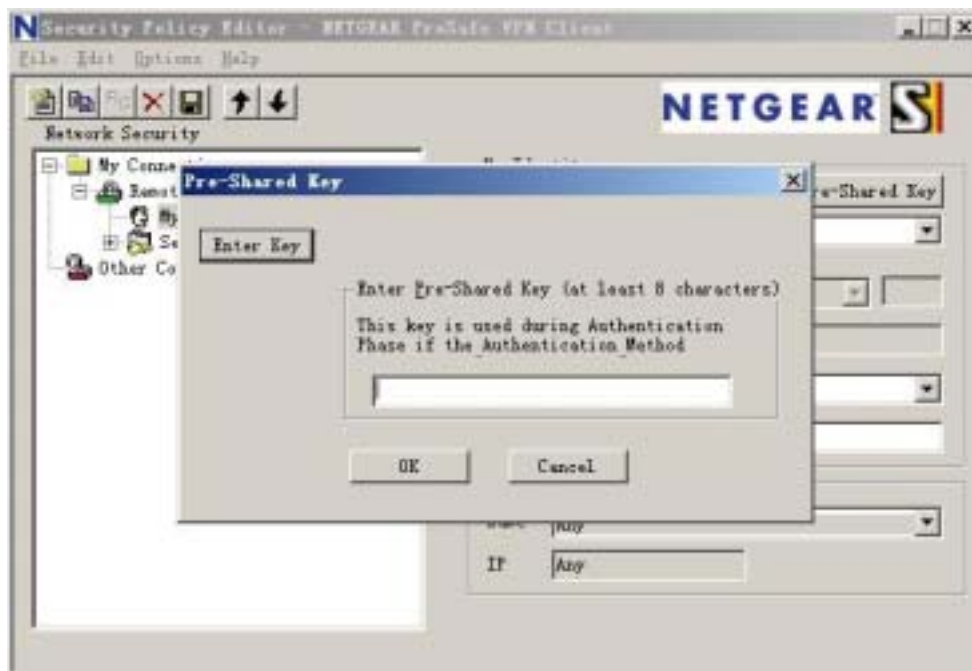 Security Policy Editor - NETGEAR ProSafe VPN Client
File Edit Options Help
NETGEAR
Network Security
My Conne
Remot
My
Se
Other Co
Pre-Shared Key
re-Shared Key
Enter Key
Enter Pre-Shared Key (at least 8 characters)
This key is used during Authentication
Phase if the Authentication Method
OK Cancel
Any
IP Any